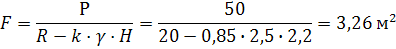 F = P / (R − k · γ · H) = 50 / (20 − 0,85 · 2,5 · 2,2) = 3,26 м²